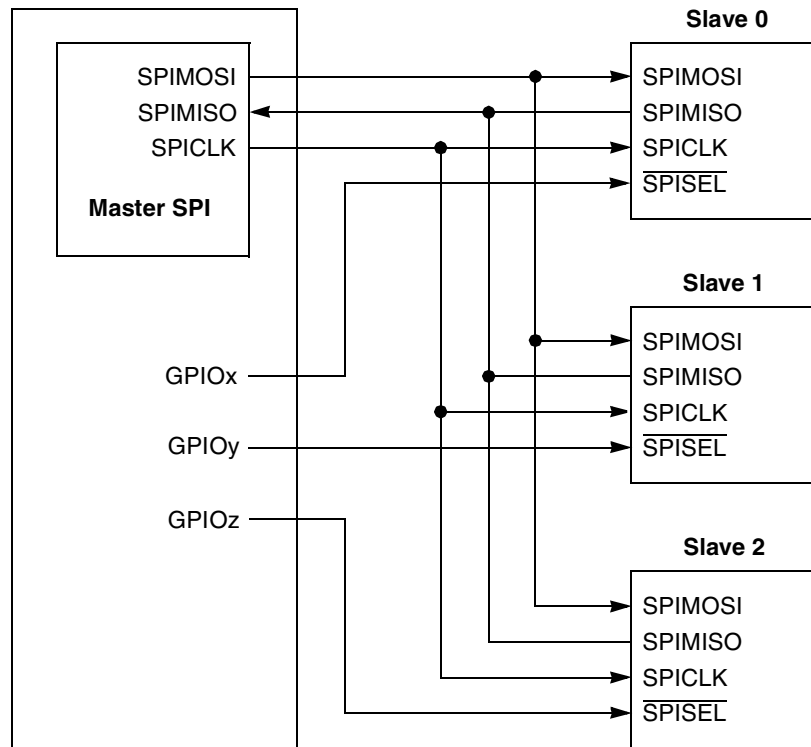 Slave 0
SPIMOSI
SPIMISO
SPICLK
Master SPI
SPIMOSI
SPIMISO
SPICLK
SPISEL
Slave 1
GPIOx
GPIOy
GPIOz
SPIMOSI
SPIMISO
SPICLK
SPISEL
Slave 2
SPIMOSI
SPIMISO
SPICLK
SPISEL